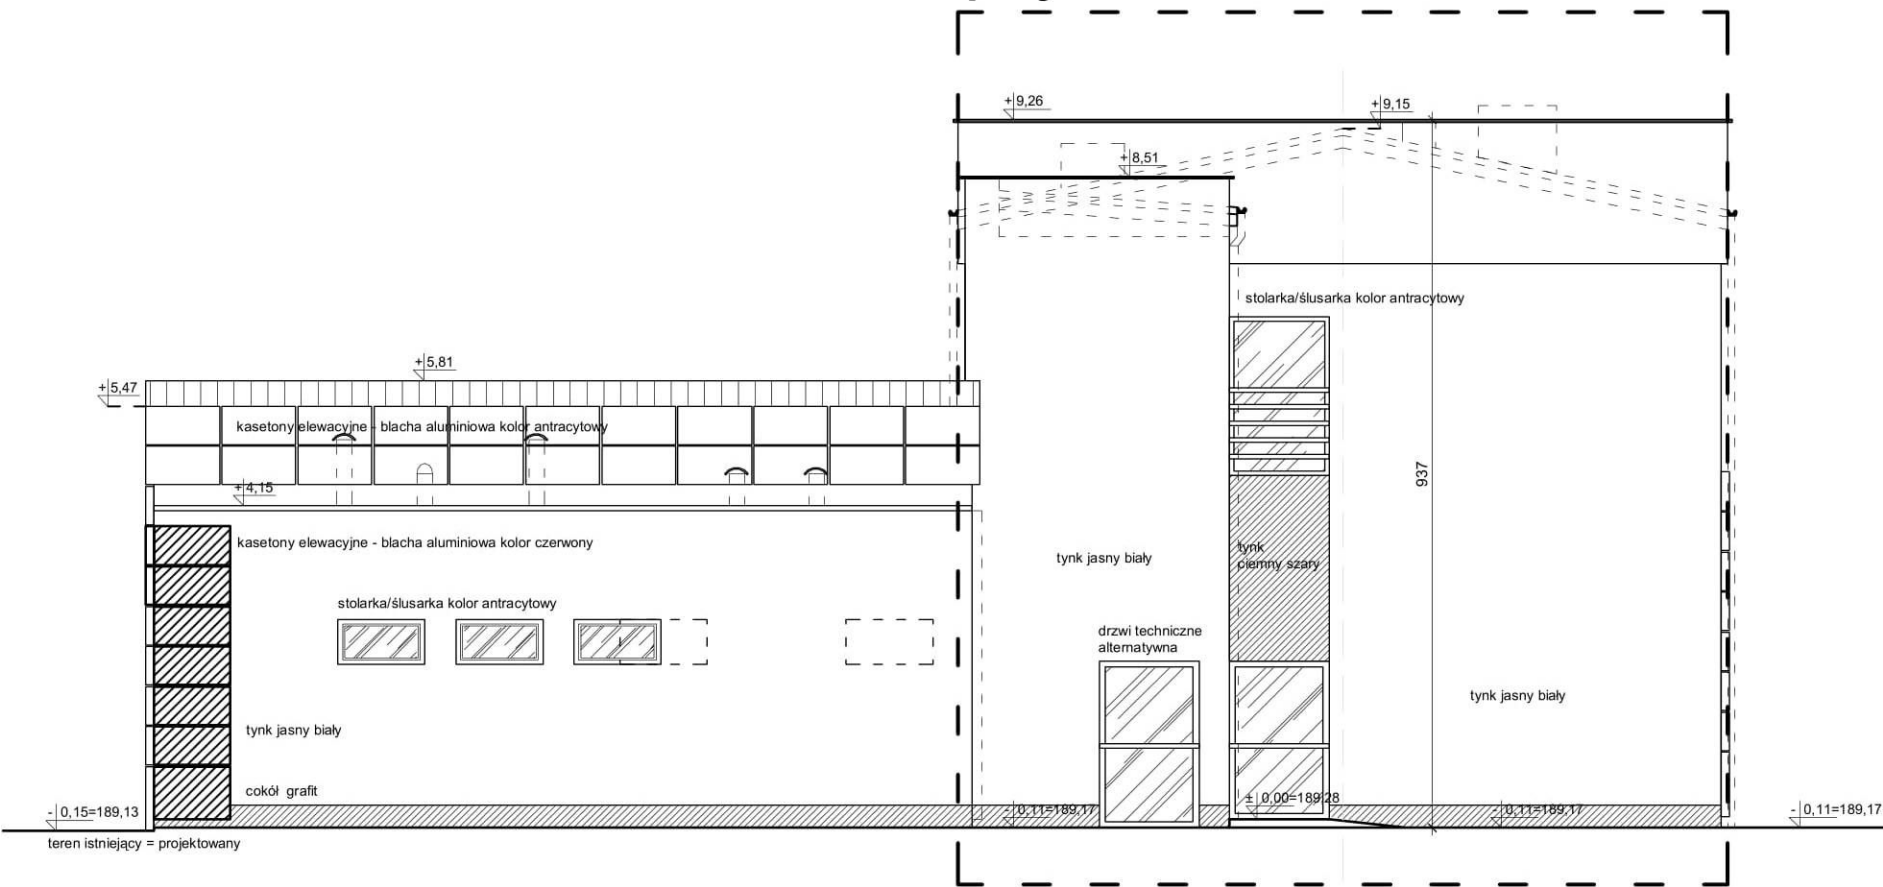 +9,26
+9,15
+8,51
stolarka/ślusarka kolor antracytowy
+5,81
+5,47
kasetony elewacyjne - blacha aluminiowa kolor antracytowy
937
+4,15
kasetony elewacyjne - blacha aluminiowa kolor czerwony
tynk jasny biały
tynk
ciemny szary
stolarka/ślusarka kolor antracytowy
drzwi techniczne
alternatywna
tynk jasny biały
tynk jasny biały
cokół grafit
± 0,00=189,28
- 0,15=189,13
- 0,11=189,17
- 0,11=189,17
- 0,11=189,17
teren istniejący = projektowany